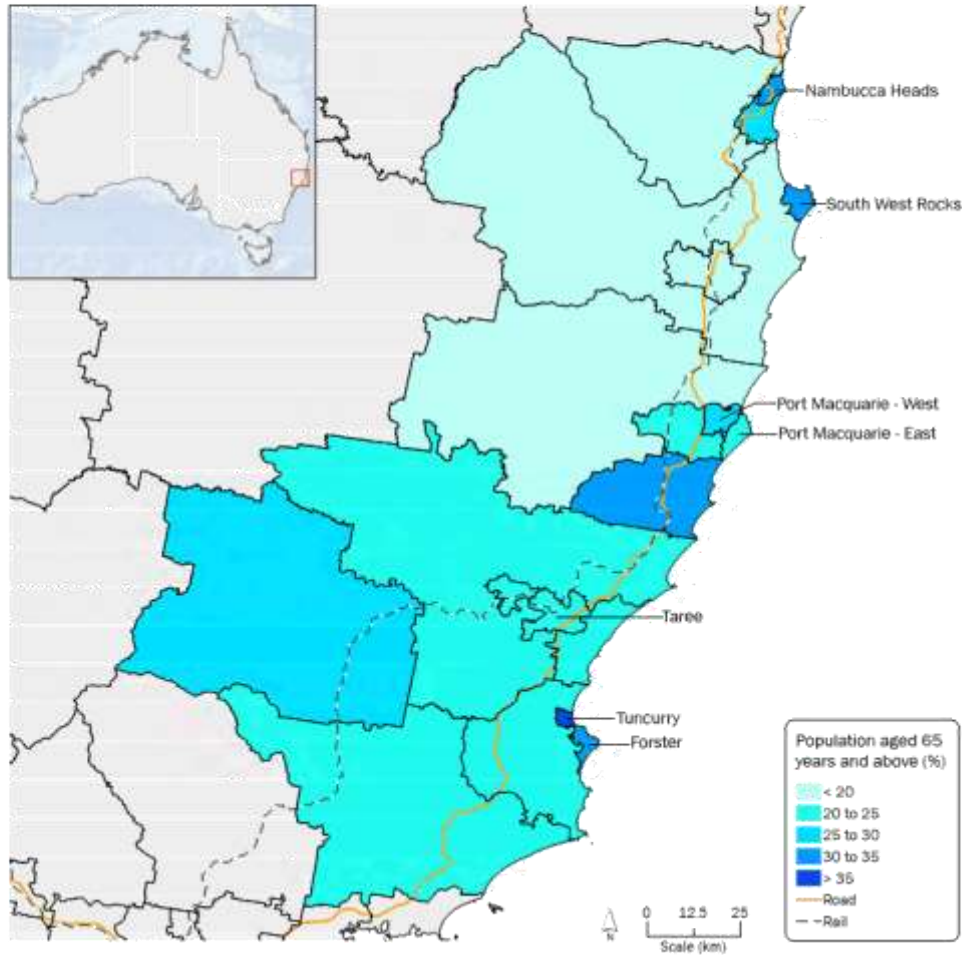 Nambucca Heads
South West Rocks
Port Macquarie - West
Port Macquarie - East
Taree
Tuncurry
Forster
Population aged 65
years and above (%)
< 20
20 to 25
25 to 30
30 to 35
> 35
Road
Rail
N
0 12.5 25
Scale (km)